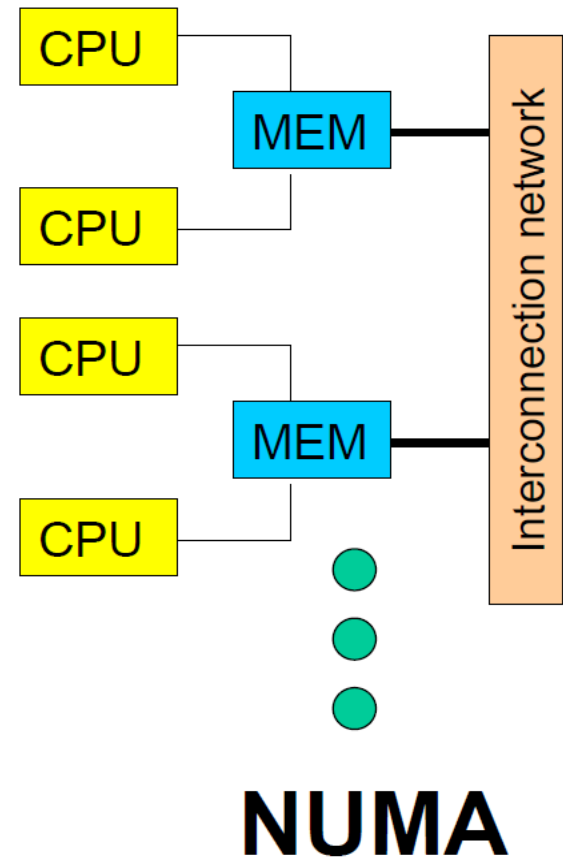 CPU
MEM
CPU
CPU
MEM
CPU
Interconnection network
NUMA